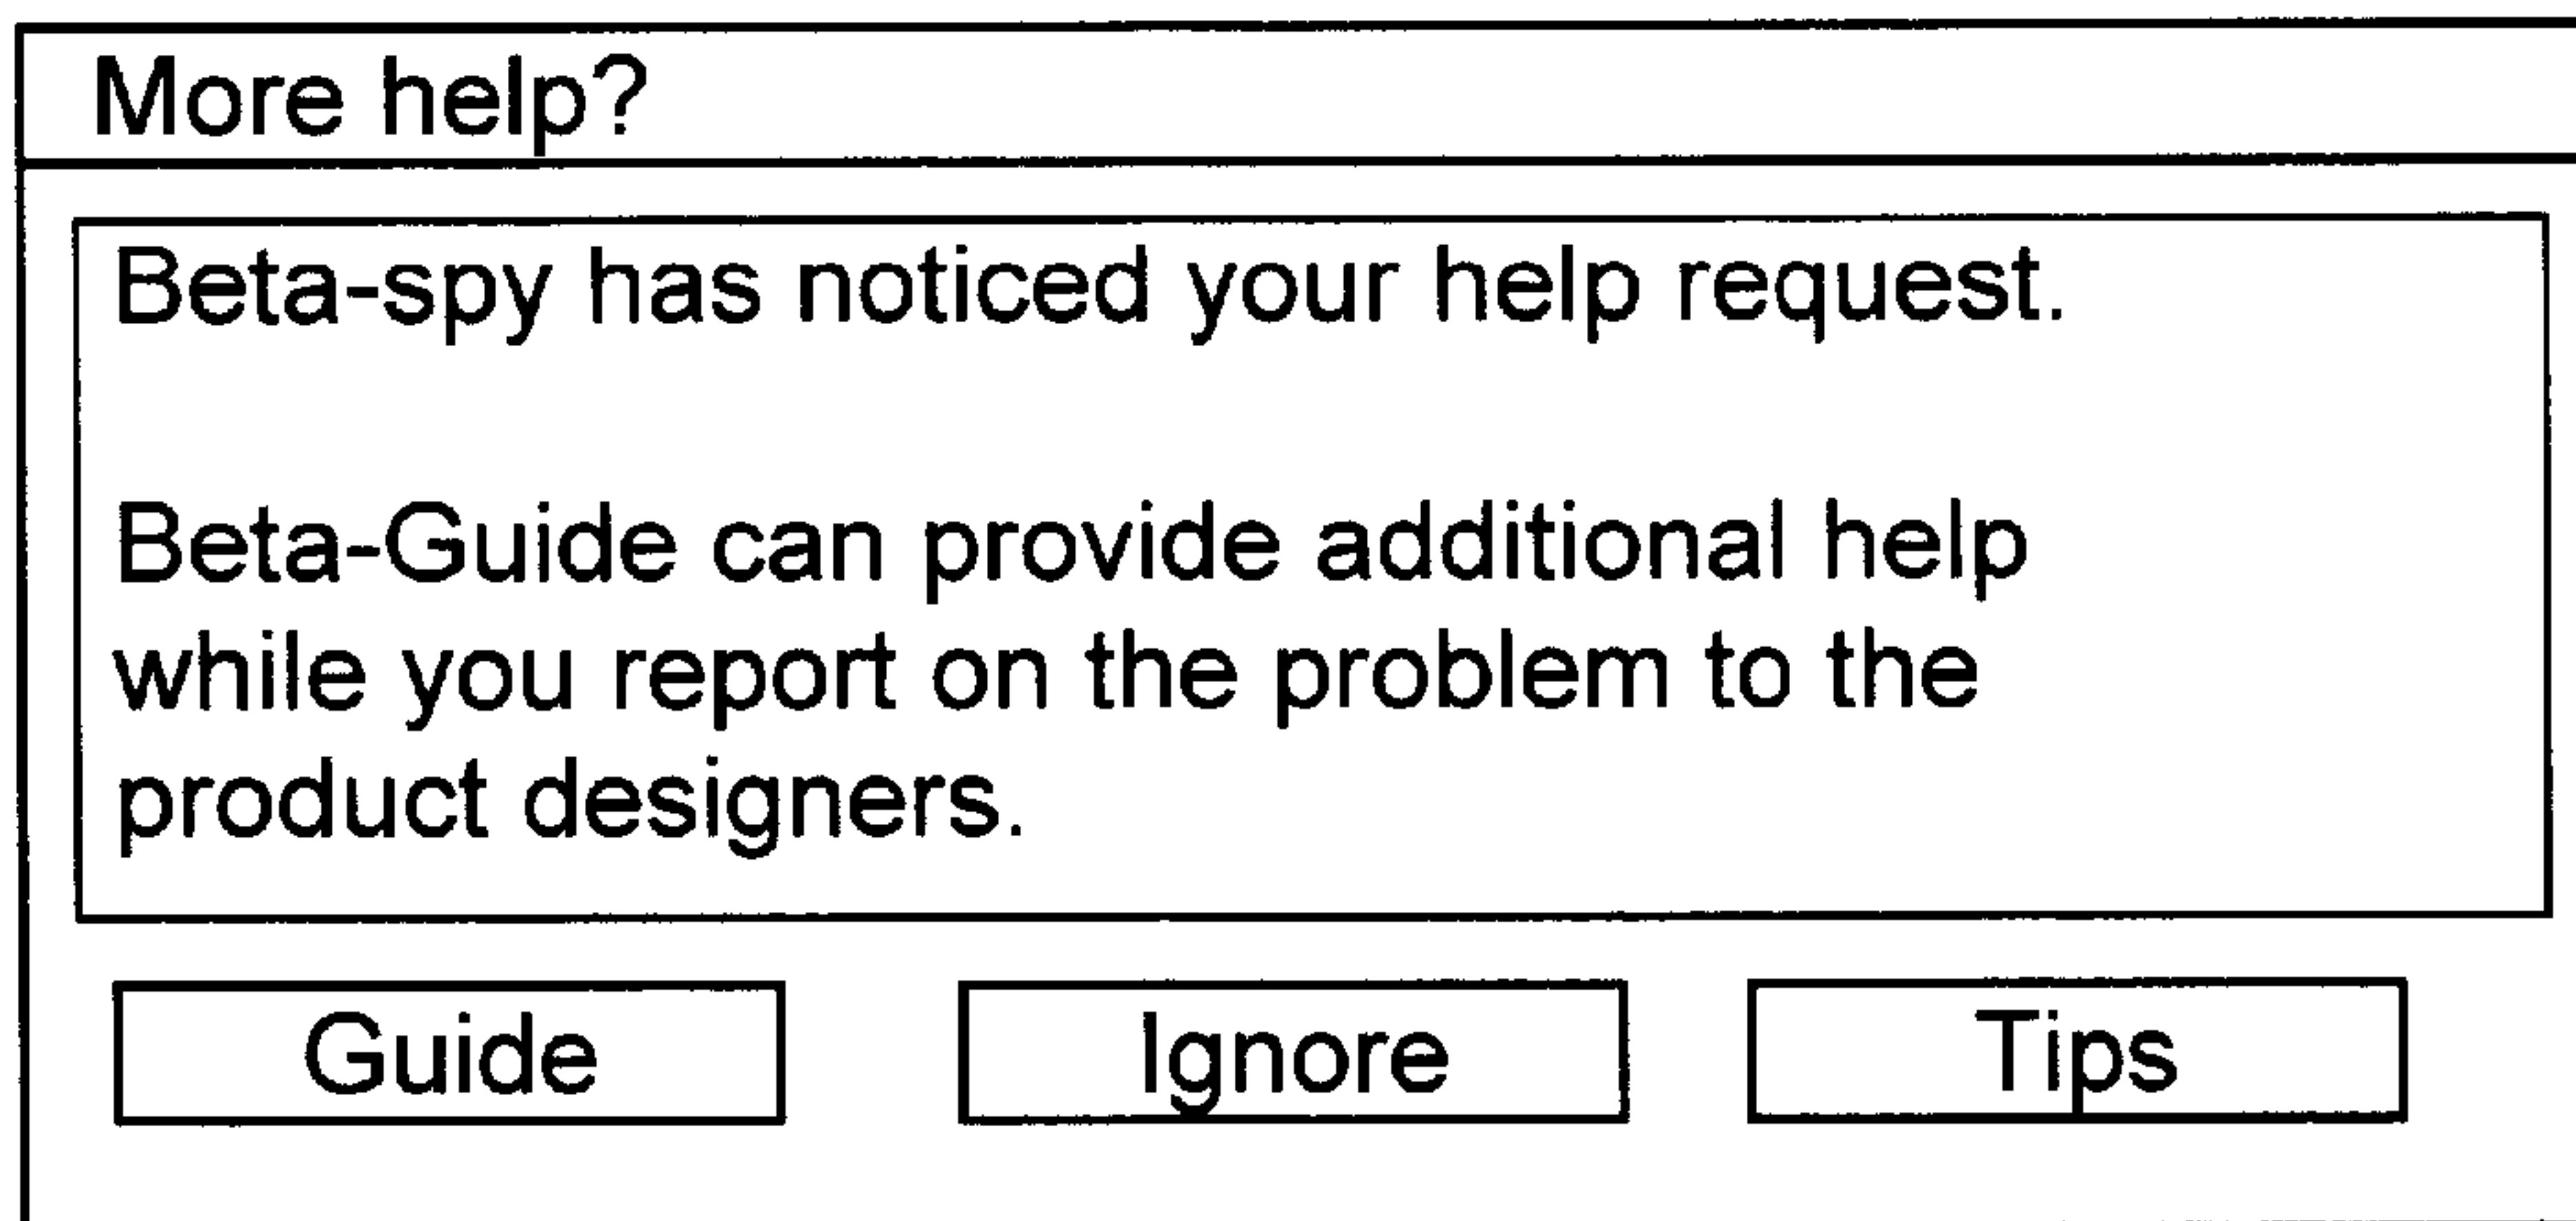 More help?
Beta-spy has noticed your help request.
Beta-Guide can provide additional help
while you report on the problem to the
product designers.
Guide Ignore Tips